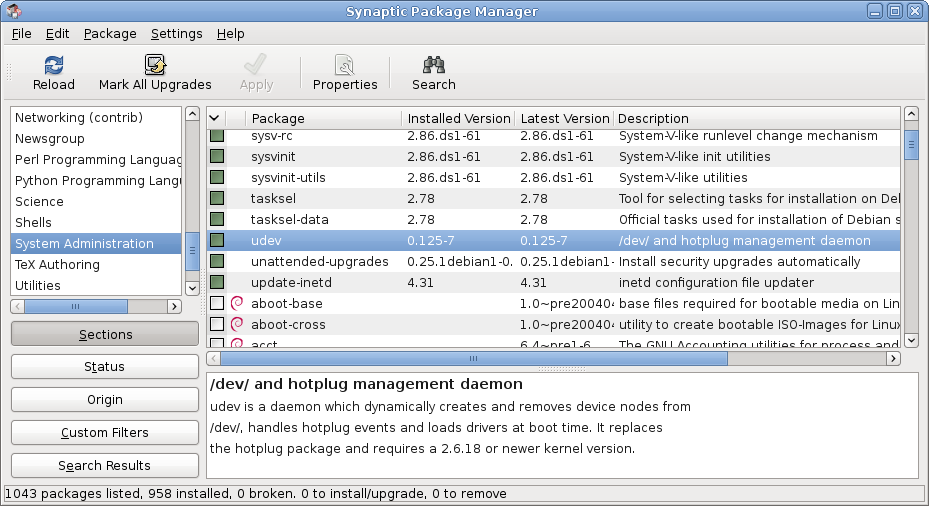 Synaptic Package Manager
File Edit Package Settings Help
Reload Mark All Upgrades Apply Properties Search
Networking (contrib)
Newsgroup
Perl Programming Languag
Python Programming Lang
Science
Shells
System Administration
TeX Authoring
Utilities
Sections
Status
Origin
Custom Filters
Search Results
Package Installed Version Latest Version Description
sysv-rc 2.86.ds1-61 2.86.ds1-61 System-V-like runlevel change mechanism
sysvinit 2.86.ds1-61 2.86.ds1-61 System-V-like init utilities
sysvinit-utils 2.86.ds1-61 2.86.ds1-61 System-V-like utilities
tasksel 2.78 2.78 Tool for selecting tasks for installation on Del
tasksel-data 2.78 2.78 Official tasks used for installation of Debian s
udev 0.125-7 0.125-7 /dev/ and hotplug management daemon
unattended-upgrades 0.25.1debian1-0. 0.25.1debian1- Install security upgrades automatically
update-inetd 4.31 4.31 inetd configuration file updater
aboot-base 1.0~pre20040 base files required for bootable media on Lin
aboot-cross 1.0~pre20040 utility to create bootable ISO-Images for Linux
acct 6.4~pre1-6 The GNU Accounting utilities for process and
/dev/ and hotplug management daemon
udev is a daemon which dynamically creates and removes device nodes from
/dev/, handles hotplug events and loads drivers at boot time. It replaces
the hotplug package and requires a 2.6.18 or newer kernel version.
1043 packages listed, 958 installed, 0 broken. 0 to install/upgrade, 0 to remove